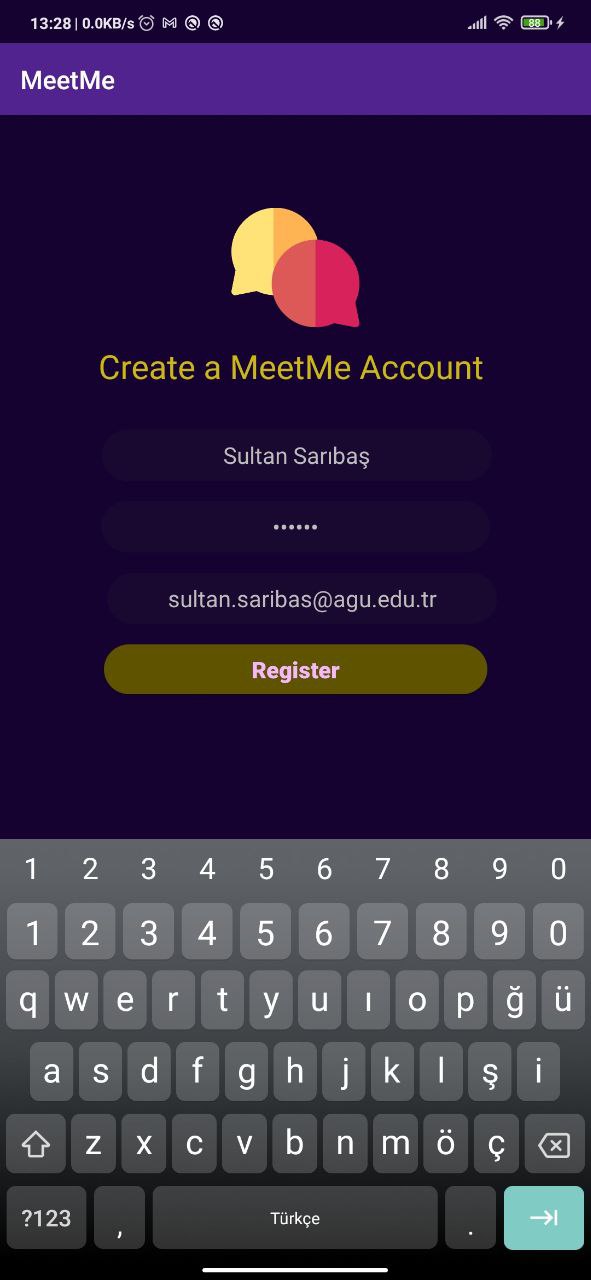 13:28 | 0.0KB/s 88
MeetMe
Create a MeetMe Account
Sultan Sarıbaş
••••••
sultan.saribas@agu.edu.tr
Register
1 2 3 4 5 6 7 8 9 0
1 2 3 4 5 6 7 8 9 0
q w e r t y u ı o p ğ ü
a s d f g h j k l ş i
z x c v b n m ö ç
?123 , Türkçe .